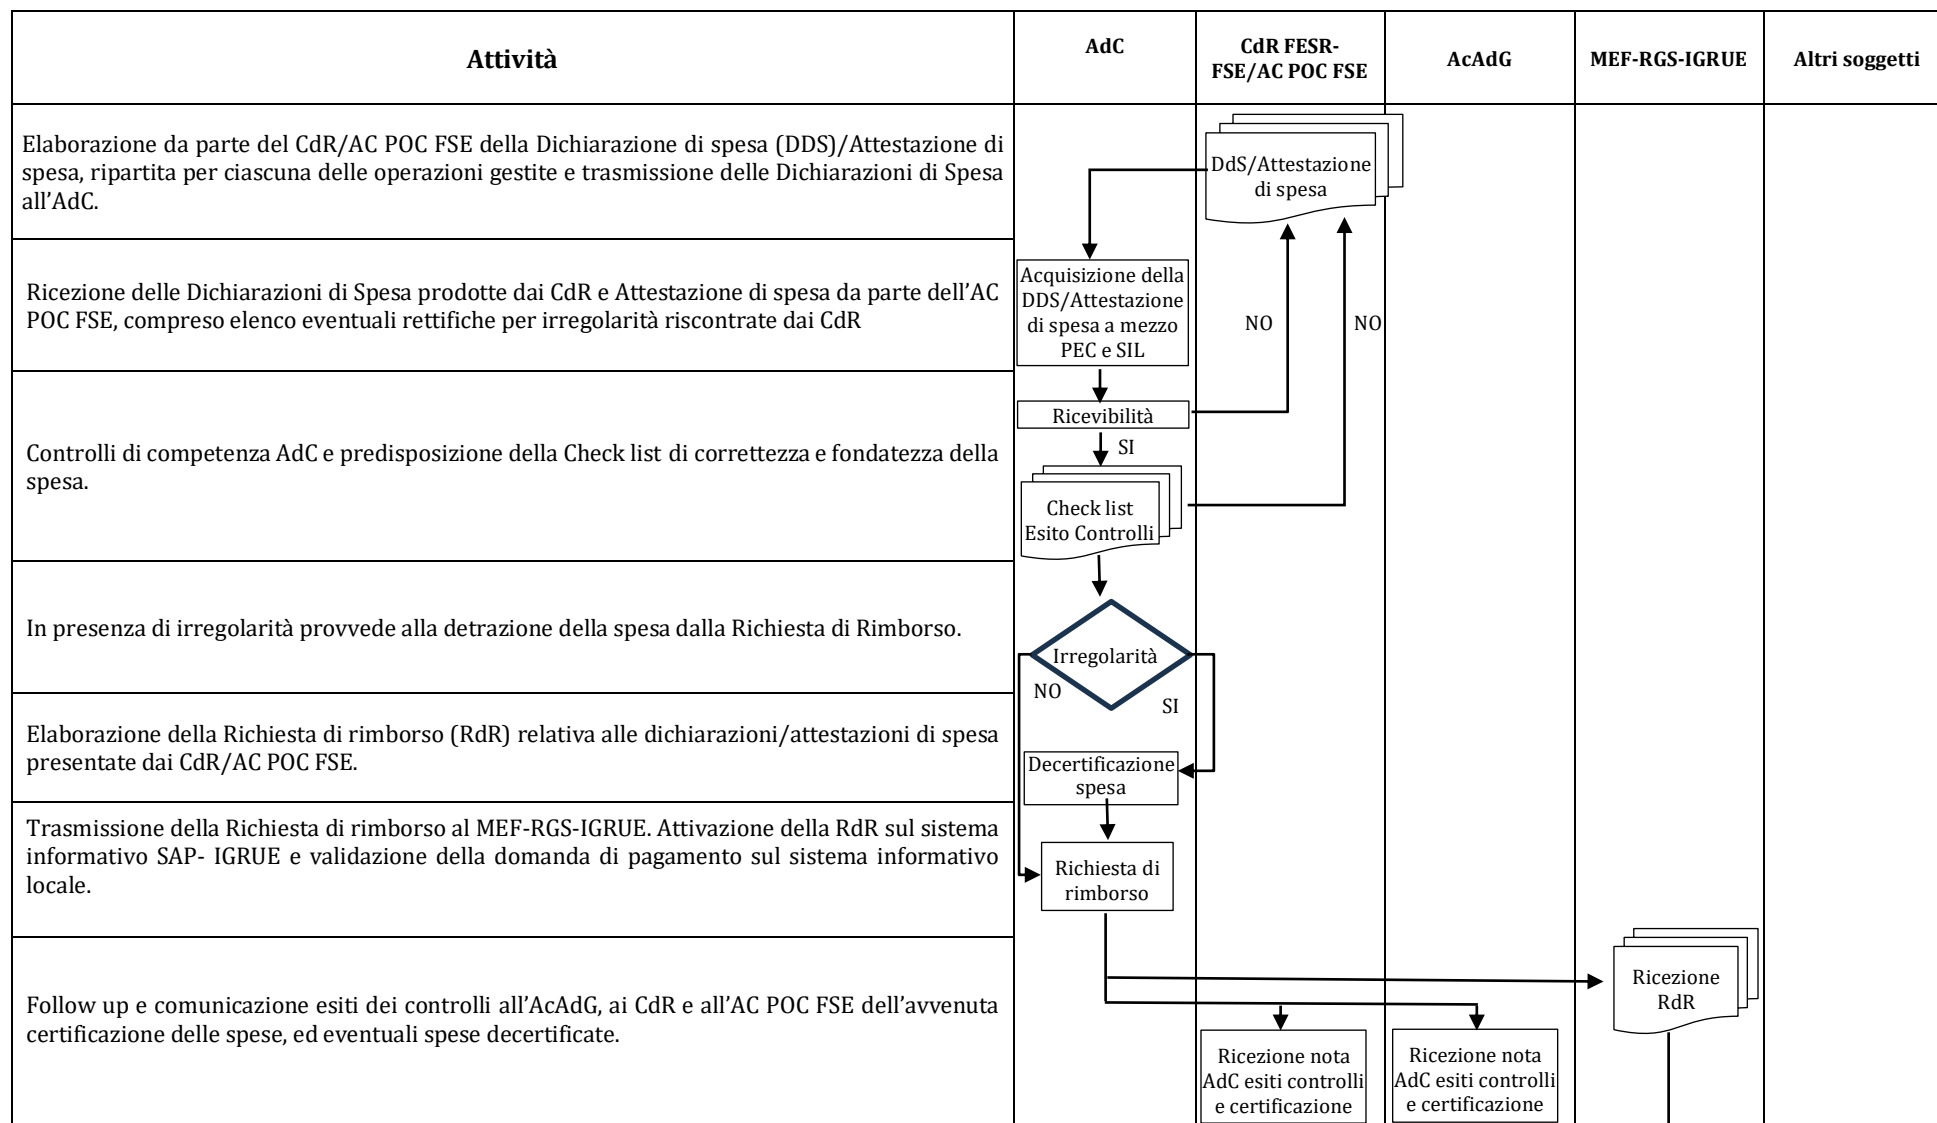 Attività
AdC
CdR FESR-
FSE/AC POC FSE
AcAdG
MEF-RGS-IGRUE
Altri soggetti
Elaborazione da parte del CdR/AC POC FSE della Dichiarazione di spesa (DDS)/Attestazione di
spesa, ripartita per ciascuna delle operazioni gestite e trasmissione delle Dichiarazioni di Spesa
all’AdC.
DdS/Attestazione
di spesa
Ricezione delle Dichiarazioni di Spesa prodotte dai CdR e Attestazione di spesa da parte dell’AC
POC FSE, compreso elenco eventuali rettifiche per irregolarità riscontrate dai CdR
Acquisizione della
DDS/Attestazione
di spesa a mezzo
PEC e SIL
NO
NO
Controlli di competenza AdC e predisposizione della Check list di correttezza e fondatezza della
spesa.
Ricevibilità
SI
Check list
Esito Controlli
In presenza di irregolarità provvede alla detrazione della spesa dalla Richiesta di Rimborso.
Irregolarità
NO
SI
Elaborazione della Richiesta di rimborso (RdR) relativa alle dichiarazioni/attestazioni di spesa
presentate dai CdR/AC POC FSE.
Decertificazione
spesa
Trasmissione della Richiesta di rimborso al MEF-RGS-IGRUE. Attivazione della RdR sul sistema
informativo SAP- IGRUE e validazione della domanda di pagamento sul sistema informativo
locale.
Richiesta di
rimborso
Follow up e comunicazione esiti dei controlli all’AcAdG, ai CdR e all’AC POC FSE dell’avvenuta
certificazione delle spese, ed eventuali spese decertificate.
Ricezione
RdR
Ricezione nota
AdC esiti controlli
e certificazione
Ricezione nota
AdC esiti controlli
e certificazione